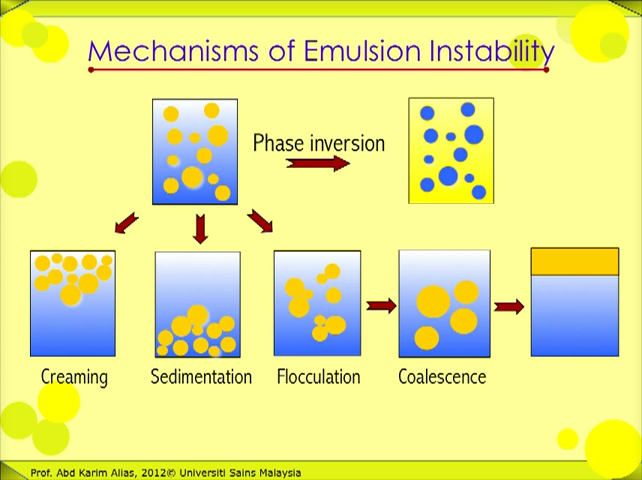 Mechanisms of Emulsion Instability
Phase inversion
Creaming
Sedimentation
Flocculation
Coalescence
Prof. Abd Karim Alias, 2012© Universiti Sains Malaysia